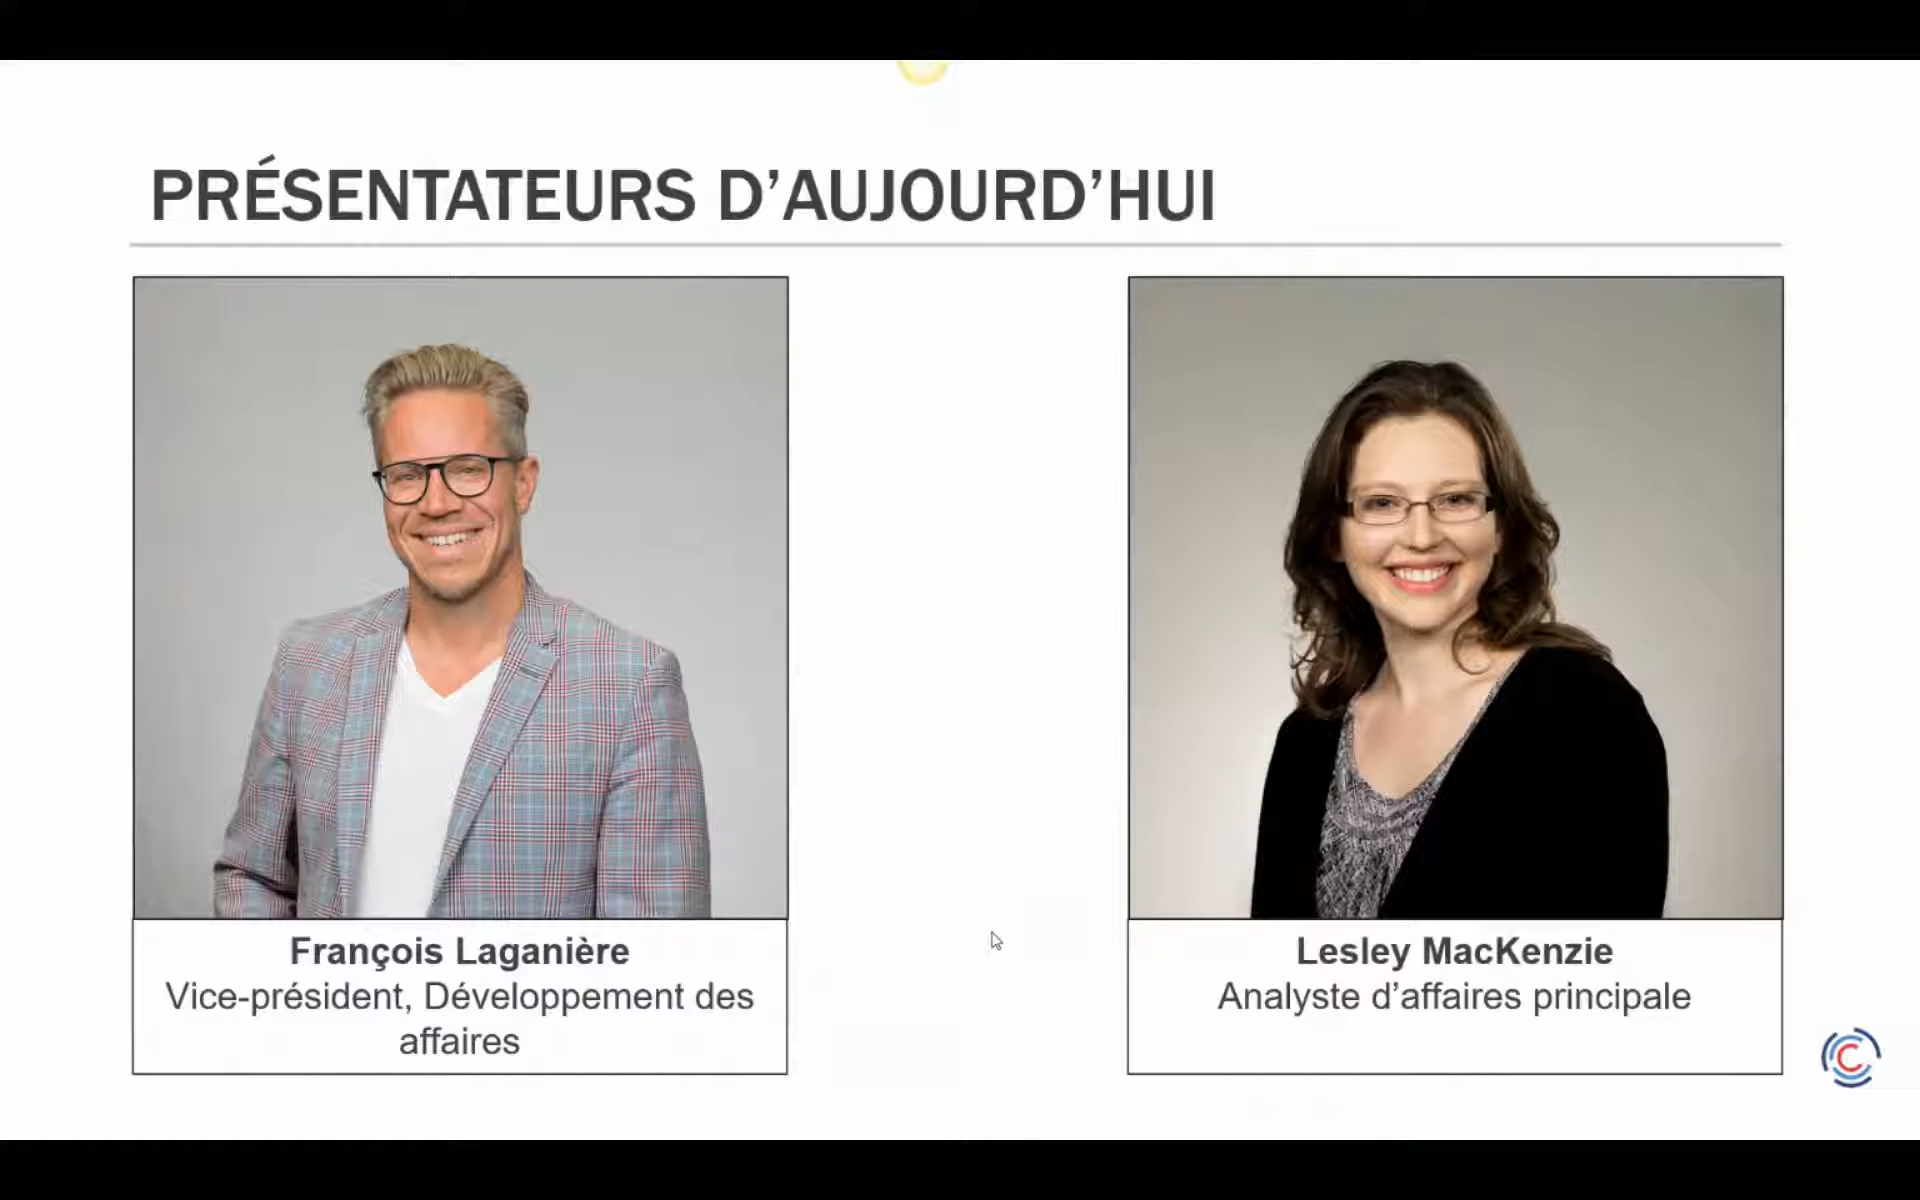 PRÉSENTATEURS D’AUJOURD’HUI
François Laganière
Vice-président, Développement des
affaires
Lesley MacKenzie
Analyste d’affaires principale